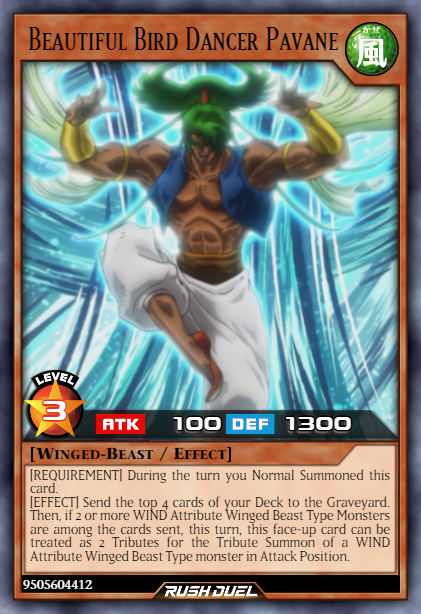 BEAUTIFUL BIRD DANCER PAVANE
かぜ
風
LEVEL
3
ATK 100 DEF 1300
[WINGED-BEAST / EFFECT]
[REQUIREMENT] During the turn you Normal Summoned this
card.
[EFFECT] Send the top 4 cards of your Deck to the Graveyard.
Then, if 2 or more WIND Attribute Winged Beast Type Monsters
are among the cards sent, this turn, this face-up card can be
treated as 2 Tributes for the Tribute Summon of a WIND
Attribute Winged Beast Type monster in Attack Position.
9505604412
RUSH DUEL